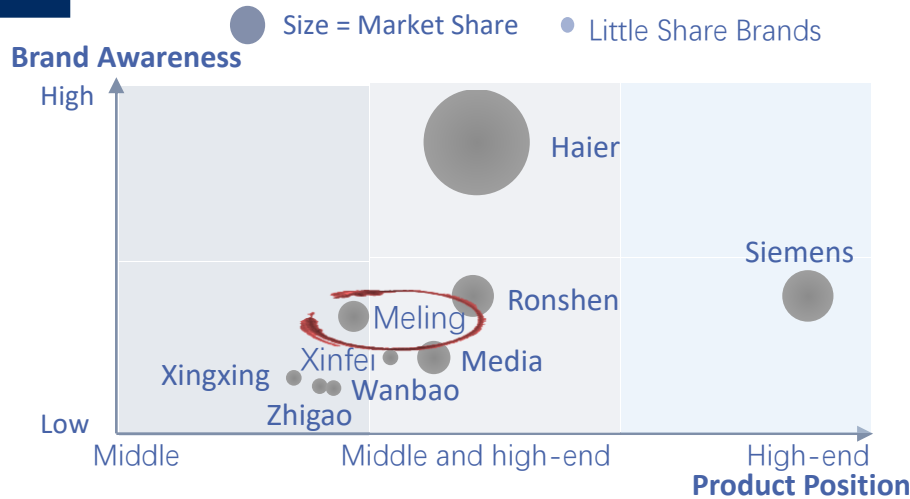 Size = Market Share
Little Share Brands
Brand Awareness
High
Haier
Siemens
Ronshen
Meling
Xinfei
Media
Xingxing
Wanbao
Zhigao
Low
Middle
Middle and high-end
High-end
Product Position